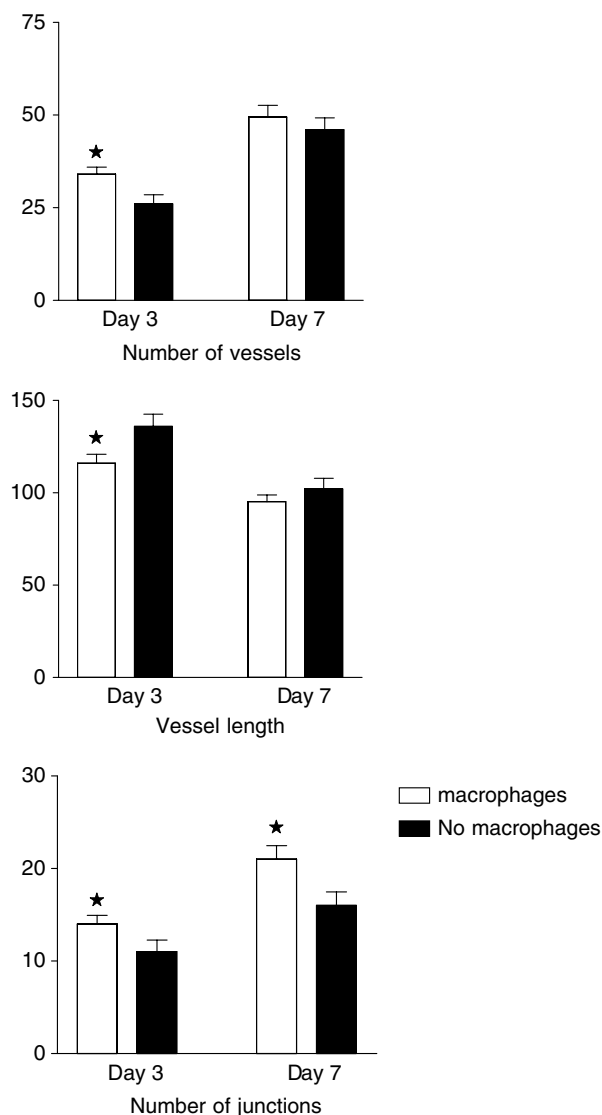 75
50
25
0
Day 3 Day 7
Number of vessels
150
100
50
0
Day 3 Day 7
Vessel length
30
20
10
0
Day 3 Day 7
Number of junctions
macrophages
No macrophages